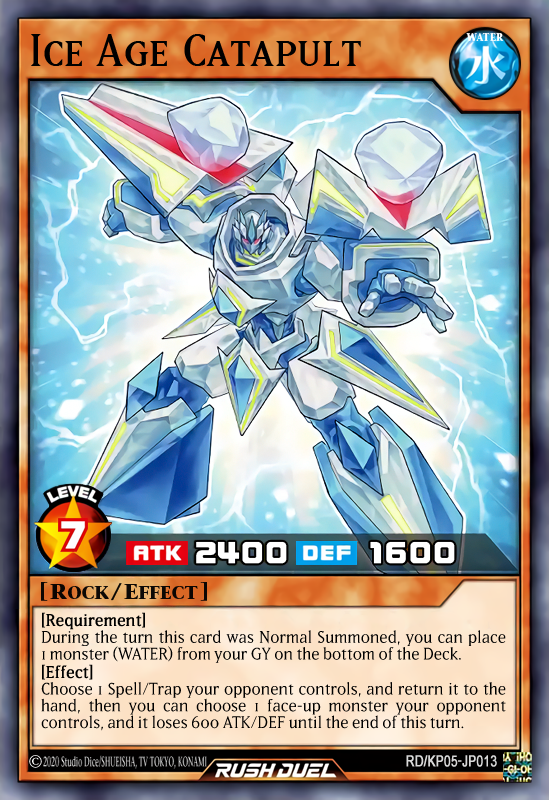 Ice Age Catapult
WATER
水
LEVEL
7
ATK 2400 DEF 1600
[Rock/Effect]
[Requirement]
During the turn this card was Normal Summoned, you can place
1 monster (WATER) from your GY on the bottom of the Deck.
[Effect]
Choose 1 Spell/Trap your opponent controls, and return it to the
hand, then you can choose 1 face-up monster your opponent
controls, and it loses 600 ATK/DEF until the end of this turn.
©2020 Studio Dice/SHUEISHA, TV TOKYO, KONAMI
RUSH DUEL
RD/KP05-JP013